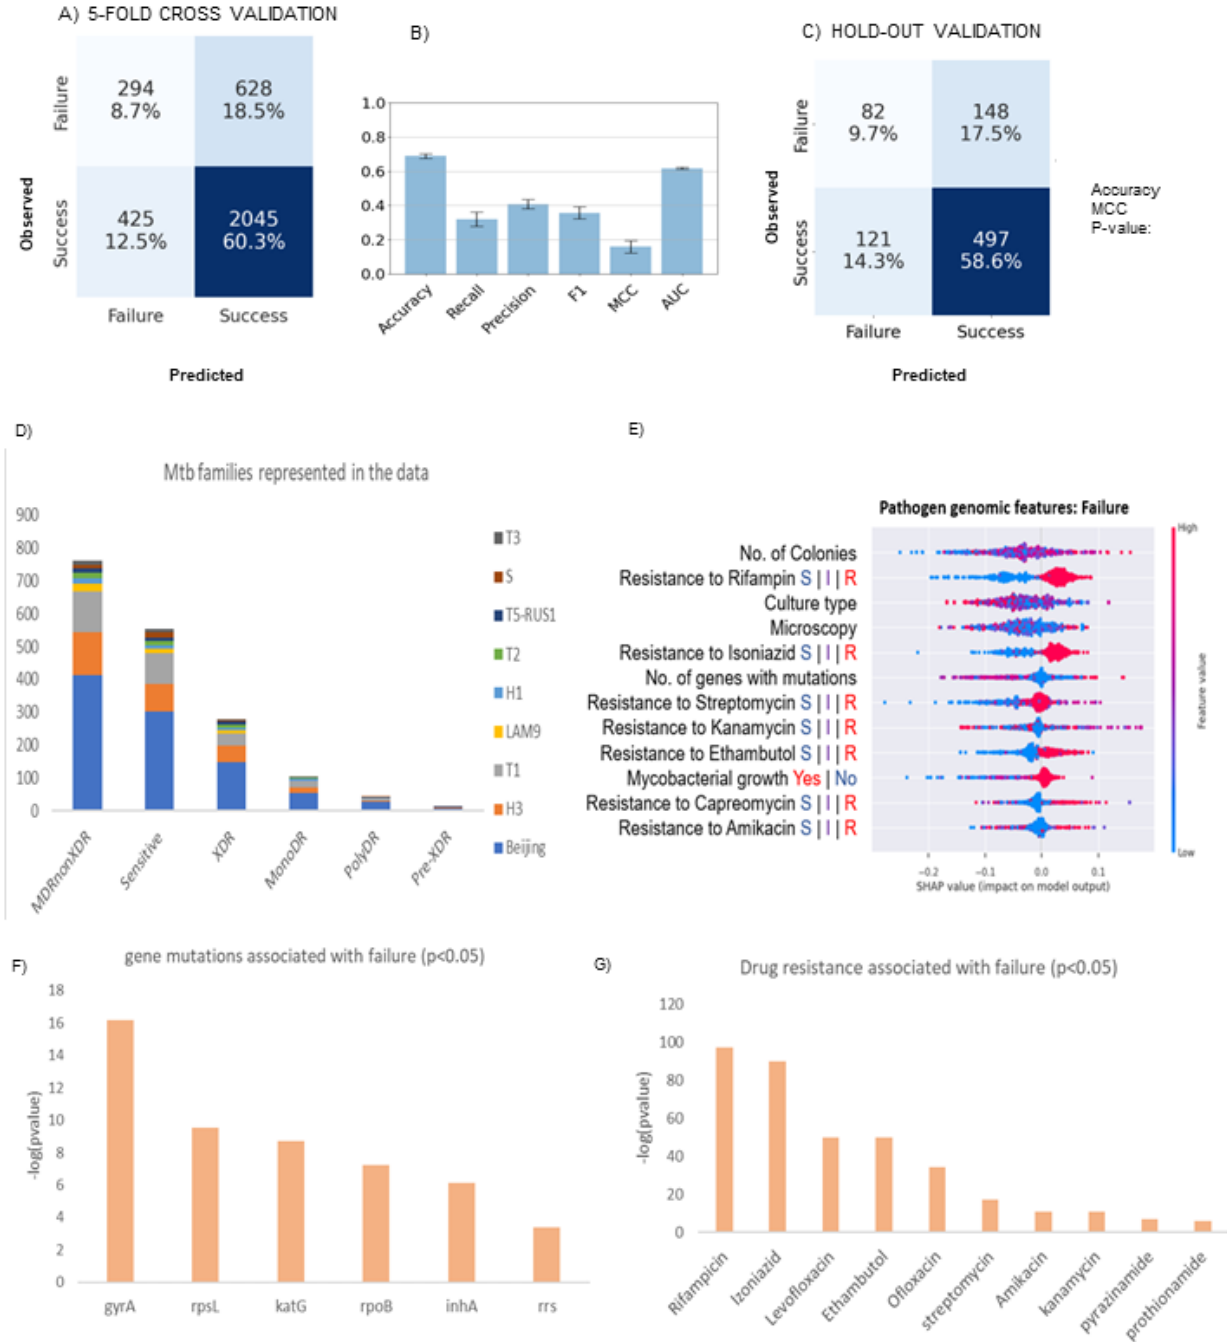 A) 5-FOLD CROSS VALIDATION
Failure
294
8.7%
628
18.5%
Observed
Success
425
12.5%
2045
60.3%
Failure
Success
Predicted
B)
1.0
0.8
0.6
0.4
0.2
0.0
Accuracy
Recall
Precision
F1
MCC
AUC
C) HOLD-OUT VALIDATION
Failure
82
9.7%
148
17.5%
Observed
Success
121
14.3%
497
58.6%
Failure
Success
Predicted
Accuracy
MCC
P-value:
D)
Mtb families represented in the data
900
800
700
600
500
400
300
200
100
0
MDRnonXDR
Sensitive
XDR
MonoDR
PolyDR
Pre-XDR
T3
S
T5-RUS1
T2
H1
LAM9
T1
H3
Beijing
E)
Pathogen genomic features: Failure
No. of Colonies
Resistance to Rifampin S | I | R
Culture type
Microscopy
Resistance to Isoniazid S | I | R
No. of genes with mutations
Resistance to Streptomycin S | I | R
Resistance to Kanamycin S | I | R
Resistance to Ethambutol S | I | R
Mycobacterial growth Yes | No
Resistance to Capreomycin S | I | R
Resistance to Amikacin S | I | R
−0.2
−0.1
0.0
0.1
SHAP value (impact on model output)
High
Feature value
Low
F)
gene mutations associated with failure (p<0.05)
-log(pvalue)
18
16
14
12
10
8
6
4
2
0
gyrA
rpsL
katG
rpoB
inhA
rrs
G)
Drug resistance associated with failure (p<0.05)
-log(pvalue)
120
100
80
60
40
20
0
Rifampicin
Izoniazid
Levofloxacin
Ethambutol
Ofloxacin
streptomycin
Amikacin
kanamycin
pyrazinamide
prothionamide